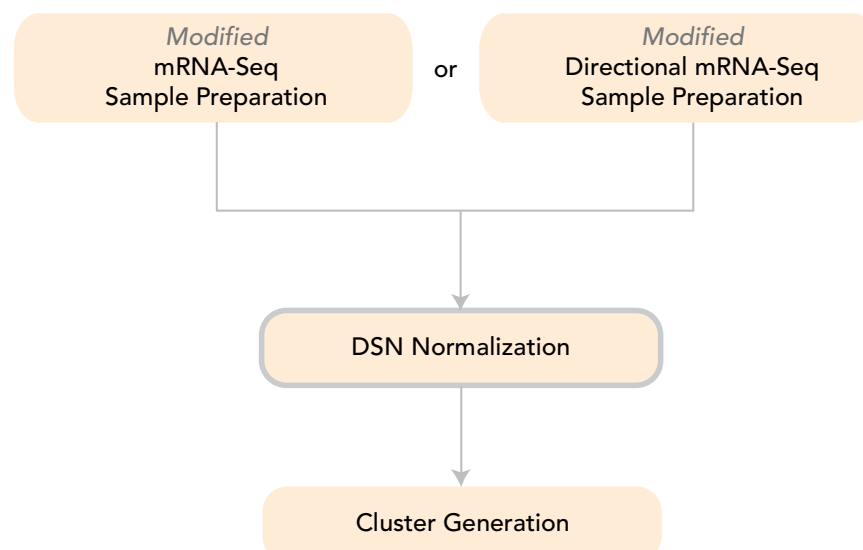 Modified
mRNA-Seq
Sample Preparation
or
Modified
Directional mRNA-Seq
Sample Preparation
DSN Normalization
Cluster Generation